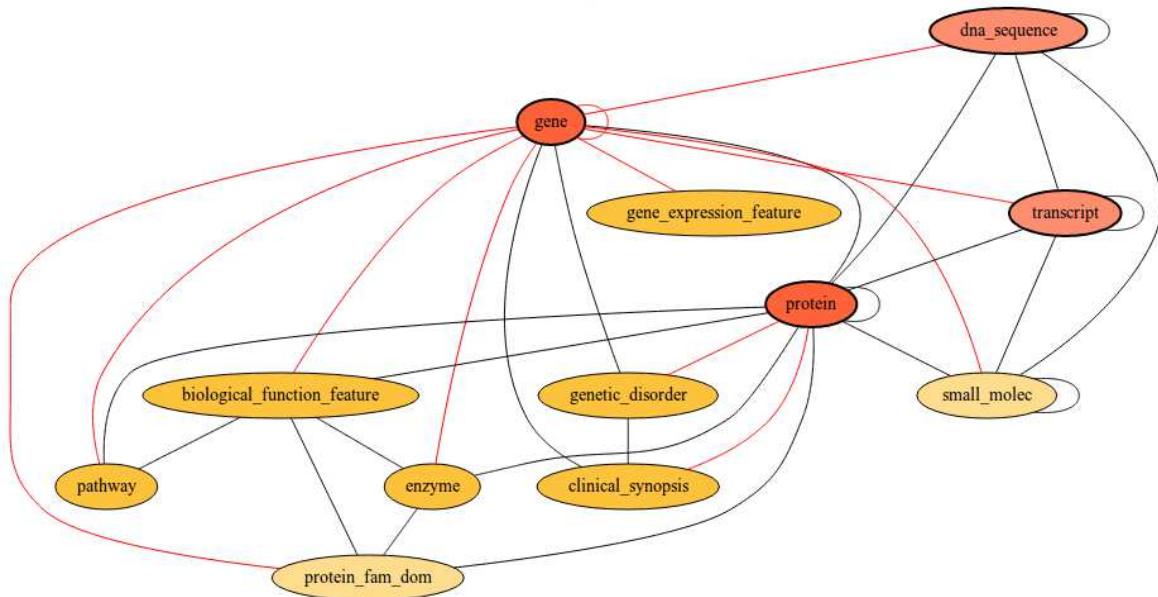 dna_sequence
gene
gene_expression_feature
transcript
protein
biological_function_feature
genetic_disorder
small_molec
pathway
enzyme
clinical_synopsis
protein_fam_dom